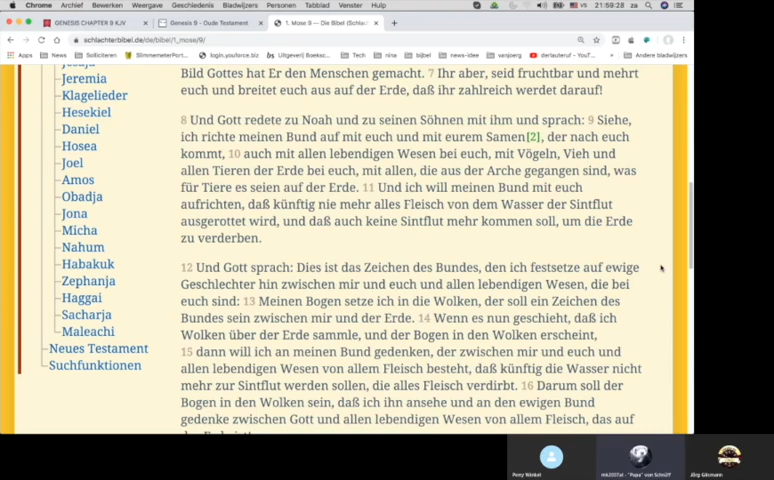 Chrome Archief Bewerken Weergave Geschiedenis Bladwijzers Personen Tabblad Venster Hulp za 21:59:28
GENESIS CHAPTER 9 KJV
Genesis 9 - Oude Testament
1. Mose 9 — Die Bibel (Schlac
schlachterbibel.de/de/bibel/1_mose/9/
Apps News Solliciteren SlimmemeterPort... login.youforce.biz Uitgeverij Boeksc... Tech nina bijbel news-idee vanjberg derlauteruf - YouT... Andere bladwijzers
Jeremia
Klagelieder
Hesekiel
Daniel
Hosea
Joel
Amos
Obadja
Jona
Micha
Nahum
Habakuk
Zephanja
Haggai
Sacharja
Maleachi
Neues Testament
Suchfunktionen
Bild Gottes hat Er den Menschen gemacht. 7 Ihr aber, seid fruchtbar und mehrt
euch und breitet euch aus auf der Erde, daß ihr zahlreich werdet darauf!
8 Und Gott redete zu Noah und zu seinen Söhnen mit ihm und sprach: 9 Siehe,
ich richte meinen Bund auf mit euch und mit eurem Samen[2], der nach euch
kommt, 10 auch mit allen lebendigen Wesen bei euch, mit Vögeln, Vieh und
allen Tieren der Erde bei euch, mit allen, die aus der Arche gegangen sind, was
für Tiere es seien auf der Erde. 11 Und ich will meinen Bund mit euch
aufrichten, daß künftig nie mehr alles Fleisch von dem Wasser der Sintflut
ausgerottet wird, und daß auch keine Sintflut mehr kommen soll, um die Erde
zu verderben.
12 Und Gott sprach: Dies ist das Zeichen des Bundes, den ich festsetze auf ewige
Geschlechter hin zwischen mir und euch und allen lebendigen Wesen, die bei
euch sind: 13 Meinen Bogen setze ich in die Wolken, der soll ein Zeichen des
Bundes sein zwischen mir und der Erde. 14 Wenn es nun geschieht, daß ich
Wolken über der Erde sammle, und der Bogen in den Wolken erscheint,
15 dann will ich an meinen Bund gedenken, der zwischen mir und euch und
allen lebendigen Wesen von allem Fleisch besteht, daß künftig die Wasser nicht
mehr zur Sintflut werden sollen, die alles Fleisch verdirbt. 16 Darum soll der
Bogen in den Wolken sein, daß ich ihn ansehe und an den ewigen Bund
gedenke zwischen Gott und allen lebendigen Wesen von allem Fleisch, das auf
Perry Winkel
Jörg Glismann